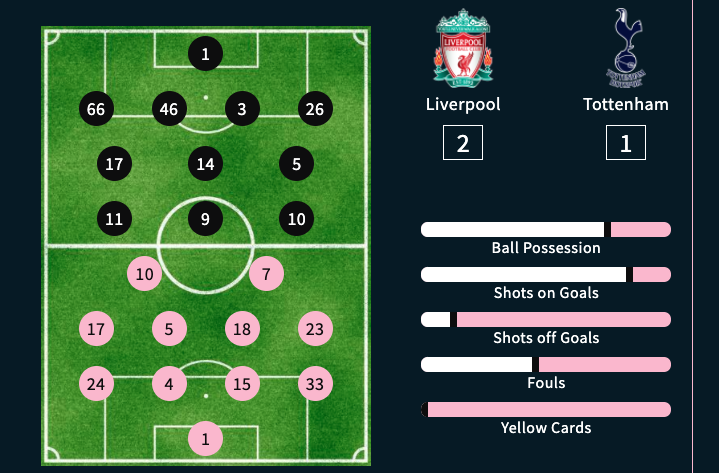 1
66 46 3 26
17 14 5
11 9 10
10 7
17 5 18 23
24 4 15 33
1
LIVERPOOL
Liverpool Tottenham
2 1
Ball Possession
Shots on Goals
Shots off Goals
Fouls
Yellow Cards